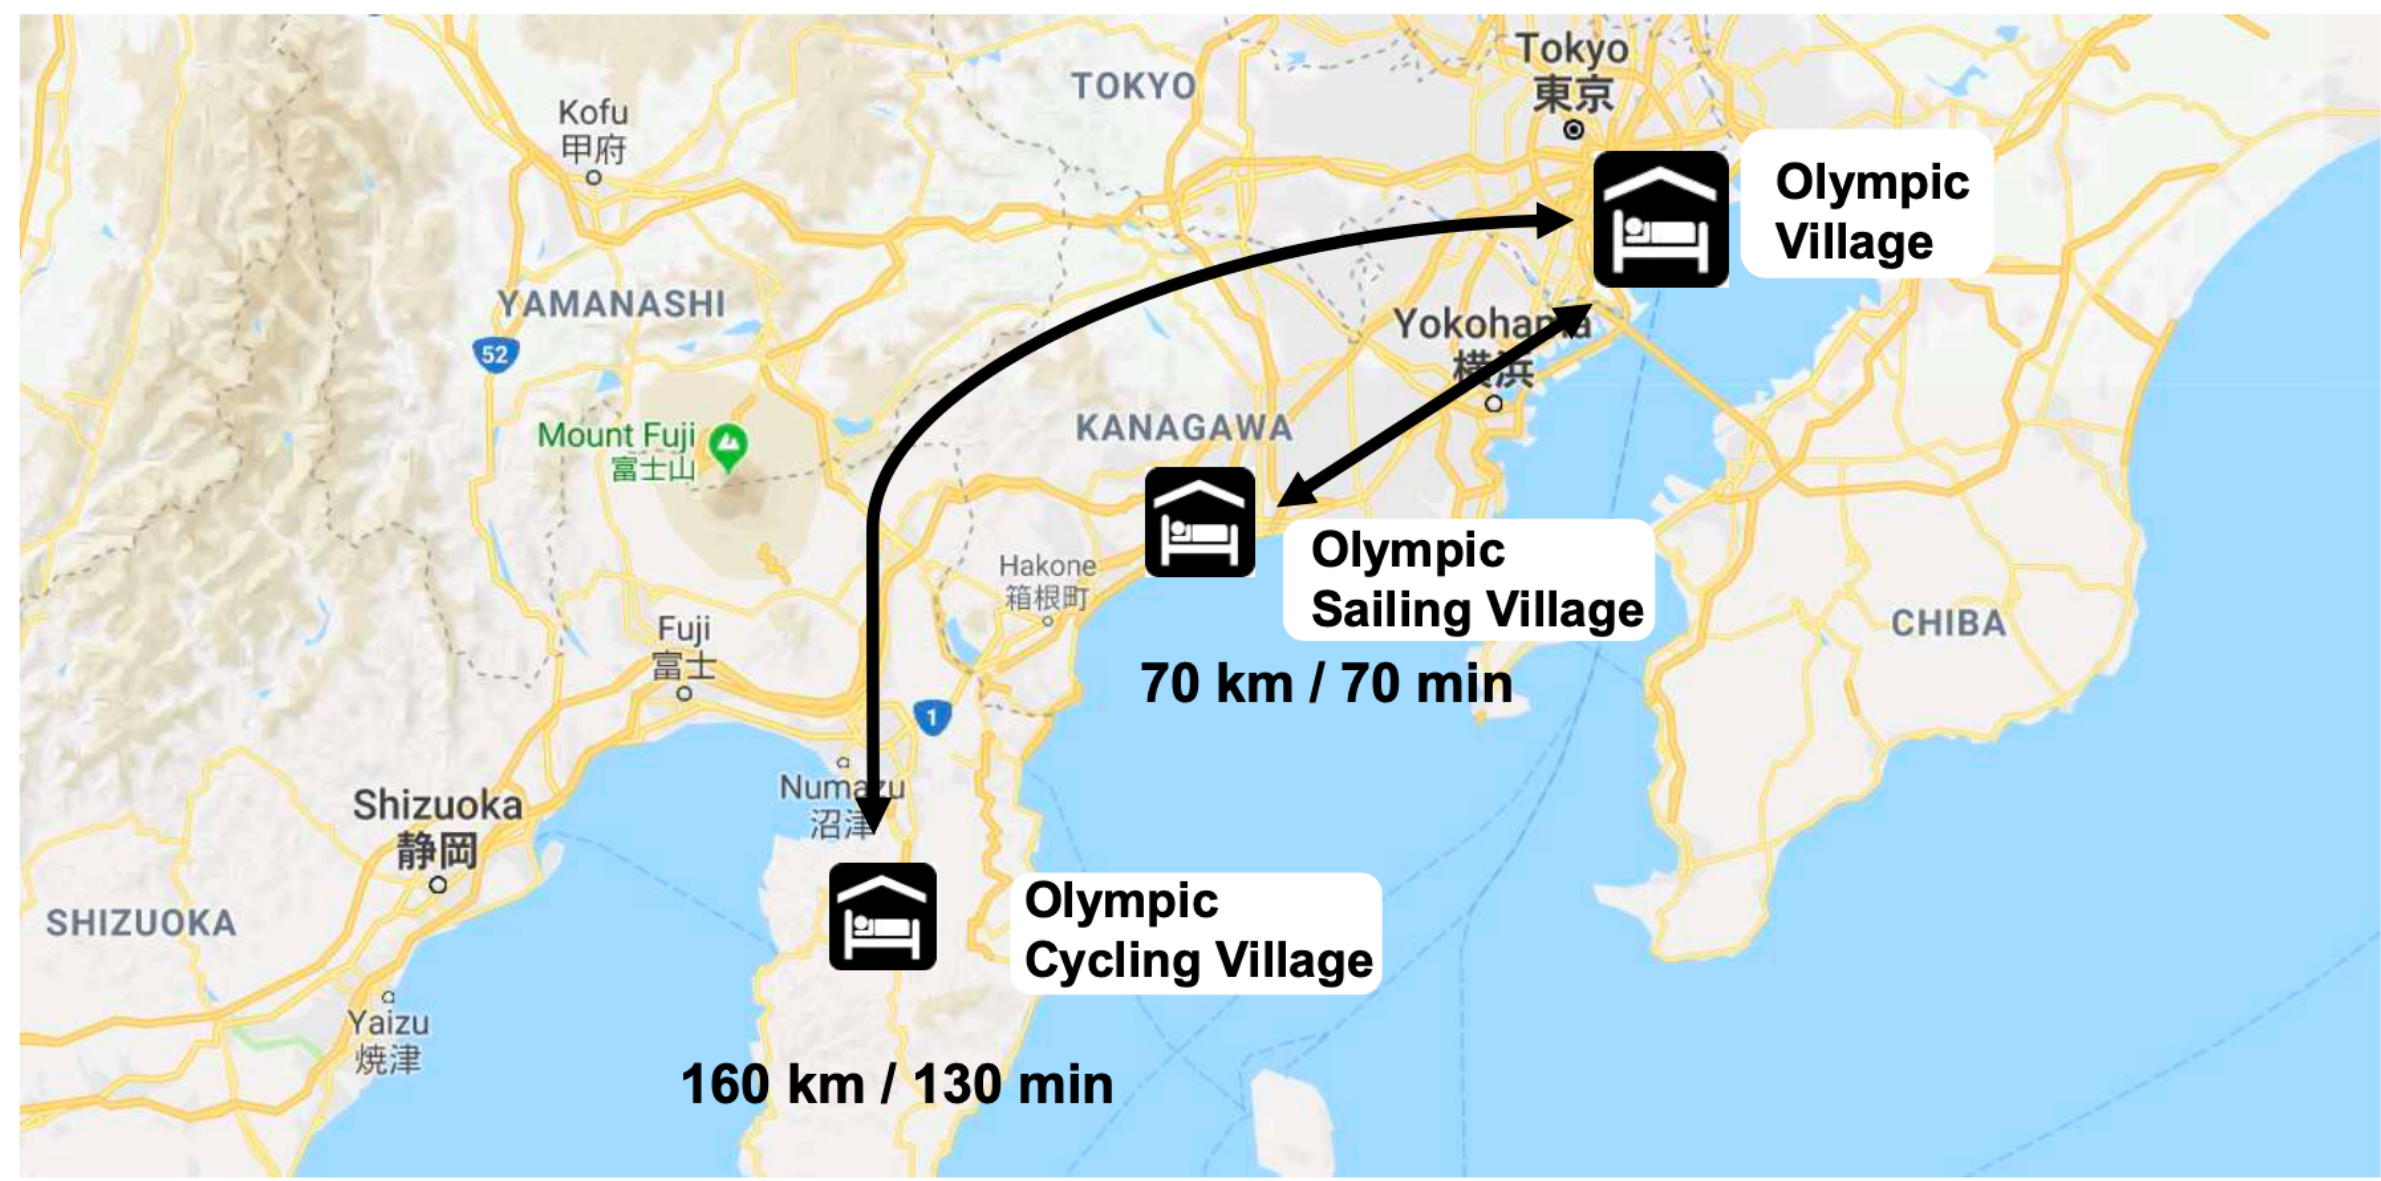 Tokyo
東京
TOKYO
Kofu
甲府
Olympic
Village
YAMANASHI
52
Yokohama
横浜
Mount Fuji
富士山
KANAGAWA
Hakone
箱根町
Olympic
Sailing Village
70 km / 70 min
Fuji
富士
CHIBA
1
Numazu
沼津
Shizuoka
静岡
SHIZUOKA
Olympic
Cycling Village
Yaizu
焼津
160 km / 130 min